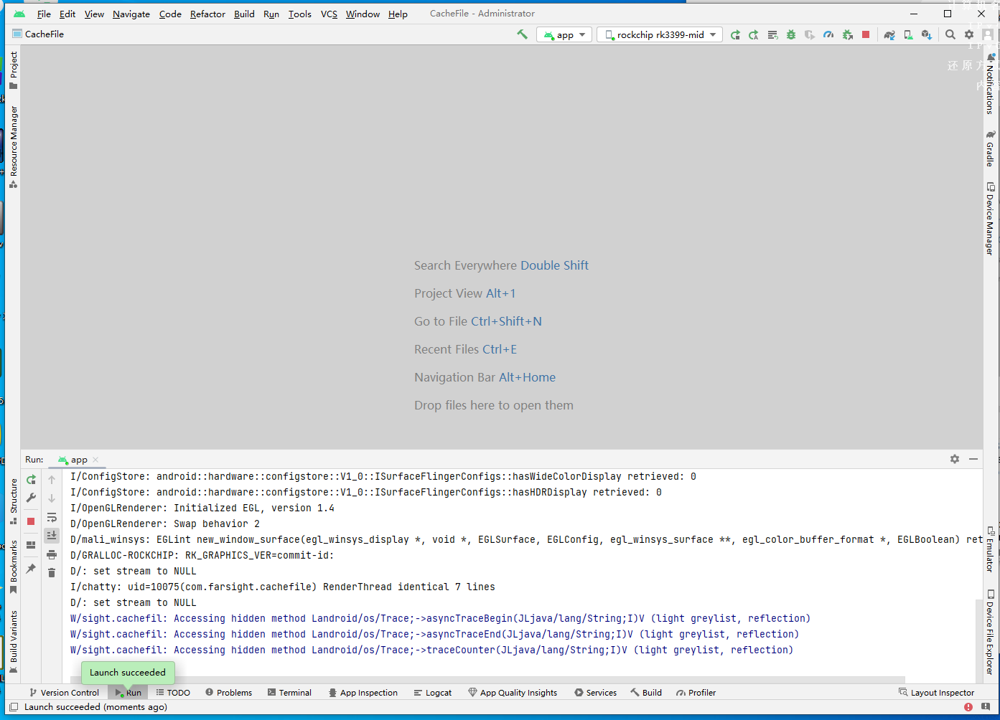 File Edit View Navigate Code Refactor Build Run Tools VCS Window Help CacheFile - Administrator
CacheFile app rockchip rk3399-mid
还原方
内
Project
Resource Manager
Structure
Bookmarks
Build Variants
Notifications
Gradle
Device Manager
Emulator
Device File Explorer
Search Everywhere Double Shift
Project View Alt+1
Go to File Ctrl+Shift+N
Recent Files Ctrl+E
Navigation Bar Alt+Home
Drop files here to open them
Run: app
I/ConfigStore: android::hardware::configstore::V1_0::ISurfaceFlingerConfigs::hasWideColorDisplay retrieved: 0
I/ConfigStore: android::hardware::configstore::V1_0::ISurfaceFlingerConfigs::hasHDRDisplay retrieved: 0
I/OpenGLRenderer: Initialized EGL, version 1.4
D/OpenGLRenderer: Swap behavior 2
D/mali_winsys: EGLint new_window_surface(egl_winsys_display *, void *, EGLSurface, EGLConfig, egl_winsys_surface **, egl_color_buffer_format *, EGLBoolean) ret
D/GRALLOC-ROCKCHIP: RK_GRAPHICS_VER=commit-id:
D/: set stream to NULL
I/chatty: uid=10075(com.farsight.cachefile) RenderThread identical 7 lines
D/: set stream to NULL
W/sight.cachefil: Accessing hidden method Landroid/os/Trace;->asyncTraceBegin(JLjava/lang/String;I)V (light greylist, reflection)
W/sight.cachefil: Accessing hidden method Landroid/os/Trace;->asyncTraceEnd(JLjava/lang/String;I)V (light greylist, reflection)
W/sight.cachefil: Accessing hidden method Landroid/os/Trace;->traceCounter(JLjava/lang/String;I)V (light greylist, reflection)
Launch succeeded
Version Control Run TODO Problems Terminal App Inspection Logcat App Quality Insights Services Build Profiler Layout Inspector
Launch succeeded (moments ago)